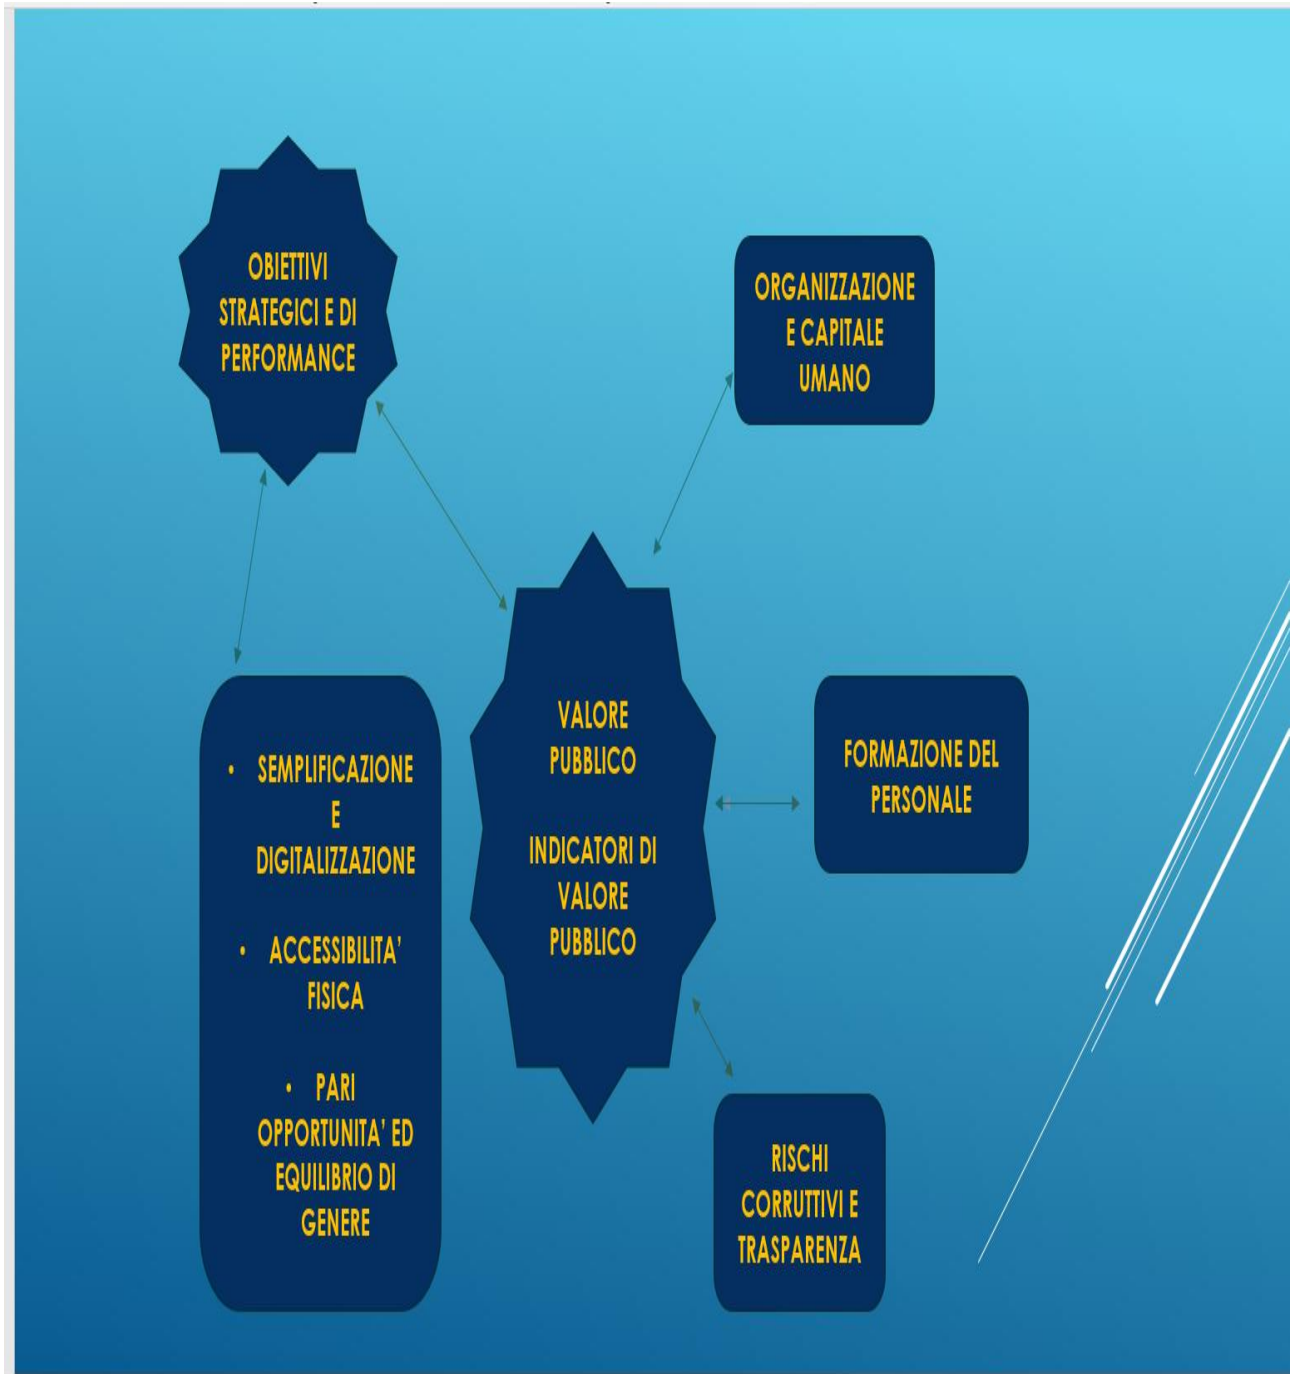 OBIETTIVI
STRATEGICI E DI
PERFORMANCE
ORGANIZZAZIONE
E CAPITALE
UMANO
VALORE
PUBBLICO
INDICATORI DI
VALORE
PUBBLICO
FORMAZIONE DEL
PERSONALE
• SEMPLIFICAZIONE
E
DIGITALIZZAZIONE
• ACCESSIBILITA’
FISICA
• PARI
OPPORTUNITA’ ED
EQUILIBRIO DI
GENERE
RISCHI
CORRUTTIVI E
TRASPARENZA